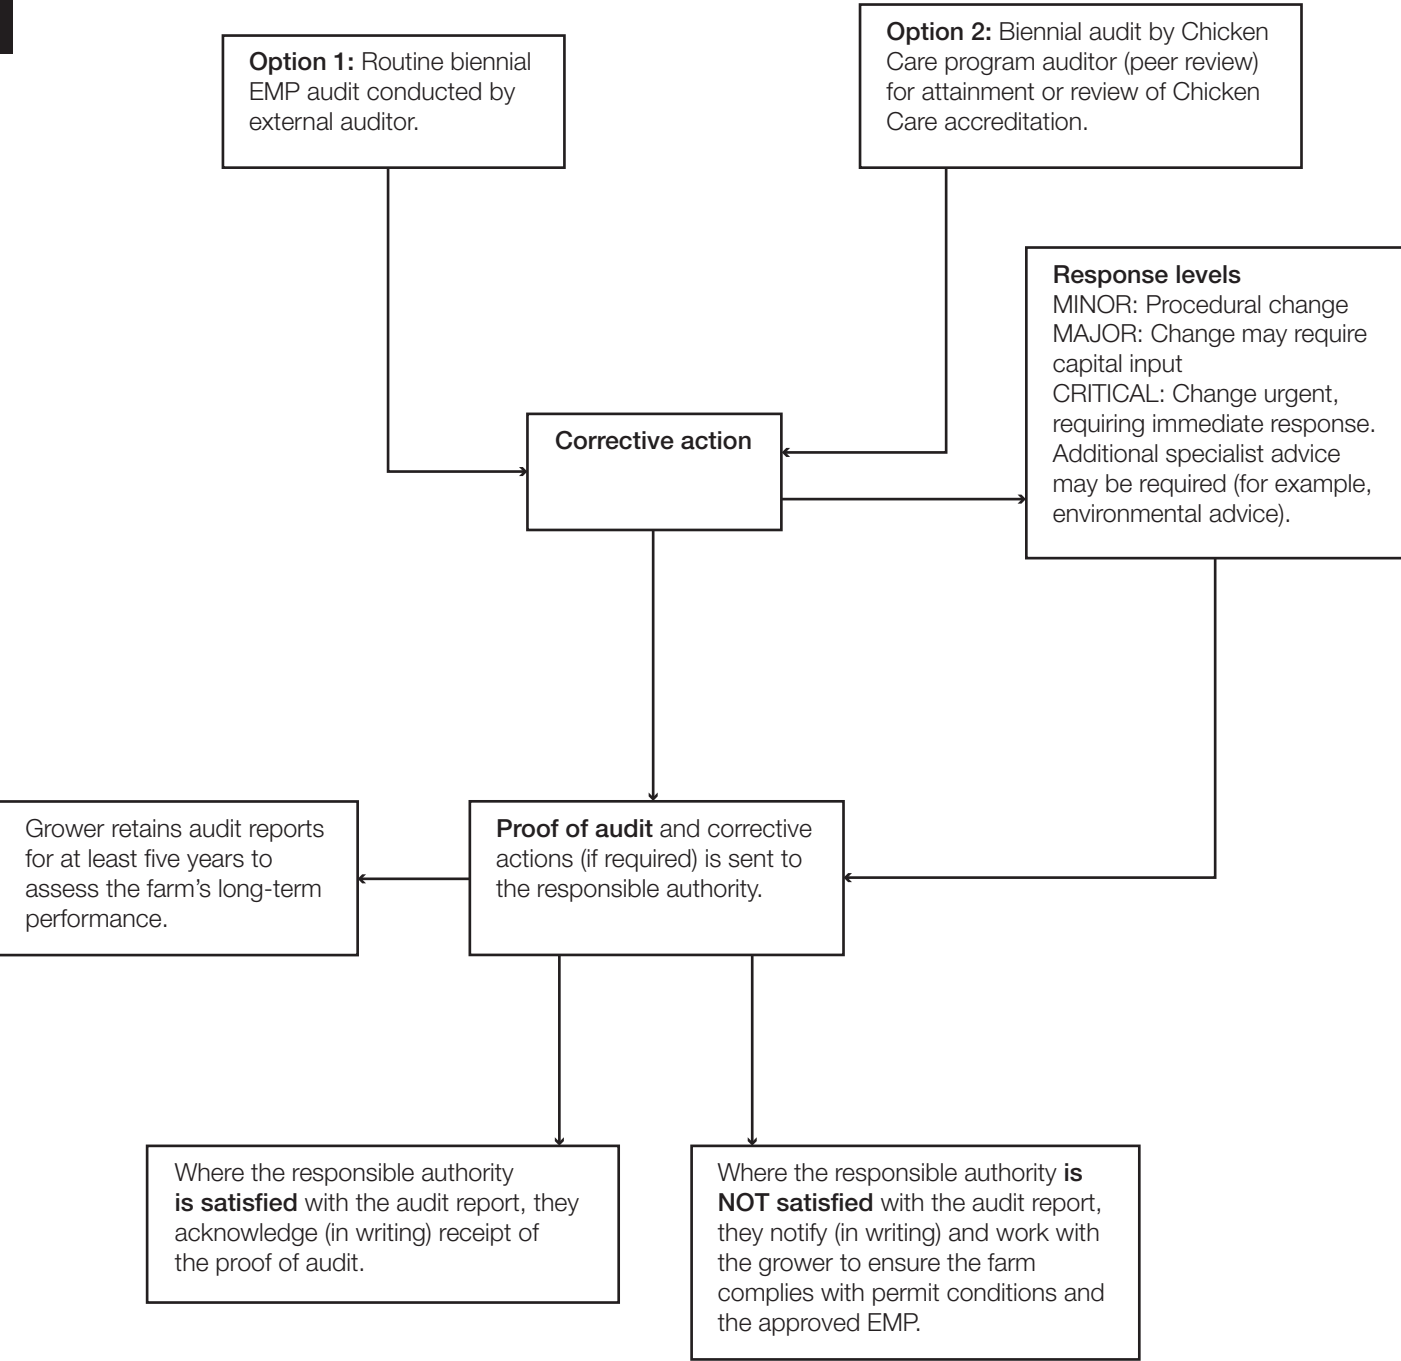 Option 1: Routine biennial
EMP audit conducted by
external auditor.
Option 2: Biennial audit by Chicken
Care program auditor (peer review)
for attainment or review of Chicken
Care accreditation.
Response levels
MINOR: Procedural change
MAJOR: Change may require
capital input
CRITICAL: Change urgent,
requiring immediate response.
Additional specialist advice
may be required (for example,
environmental advice).
Corrective action
Grower retains audit reports
for at least five years to
assess the farm’s long-term
performance.
Proof of audit and corrective
actions (if required) is sent to
the responsible authority.
Where the responsible authority
is satisfied with the audit report, they
acknowledge (in writing) receipt of
the proof of audit.
Where the responsible authority is
NOT satisfied with the audit report,
they notify (in writing) and work with
the grower to ensure the farm
complies with permit conditions and
the approved EMP.